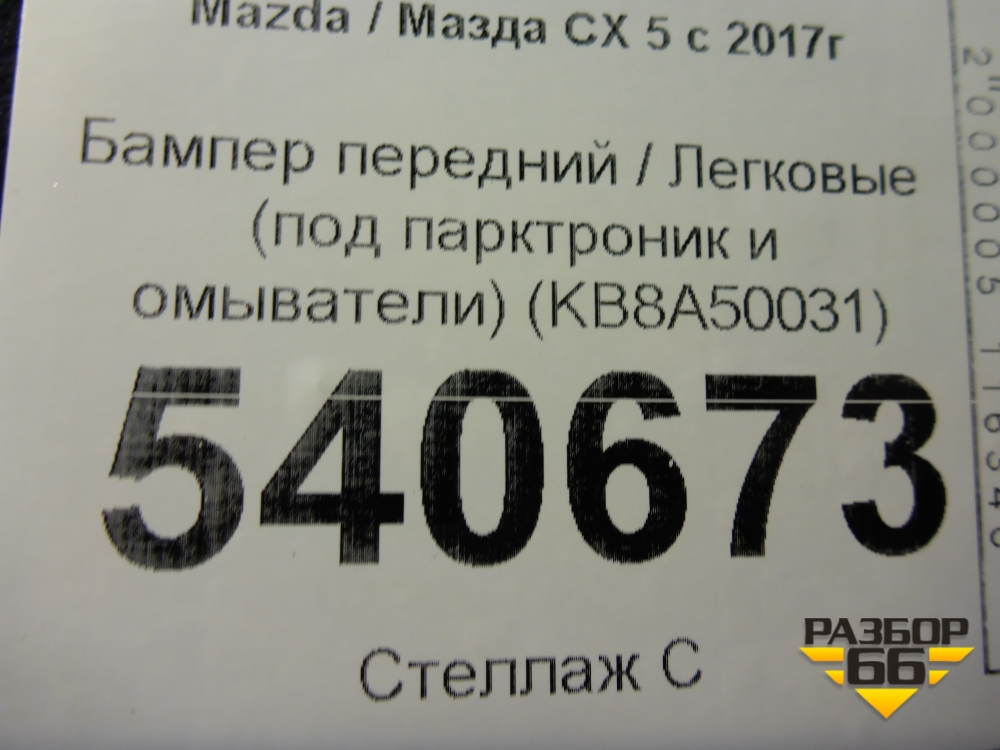 Mazda / Мазда CX 5 с 2017г
Бампер передний / Легковые
(под парктроник и
омыватели) (KB8A50031)
540673
Стеллаж С
РАЗБОР
66